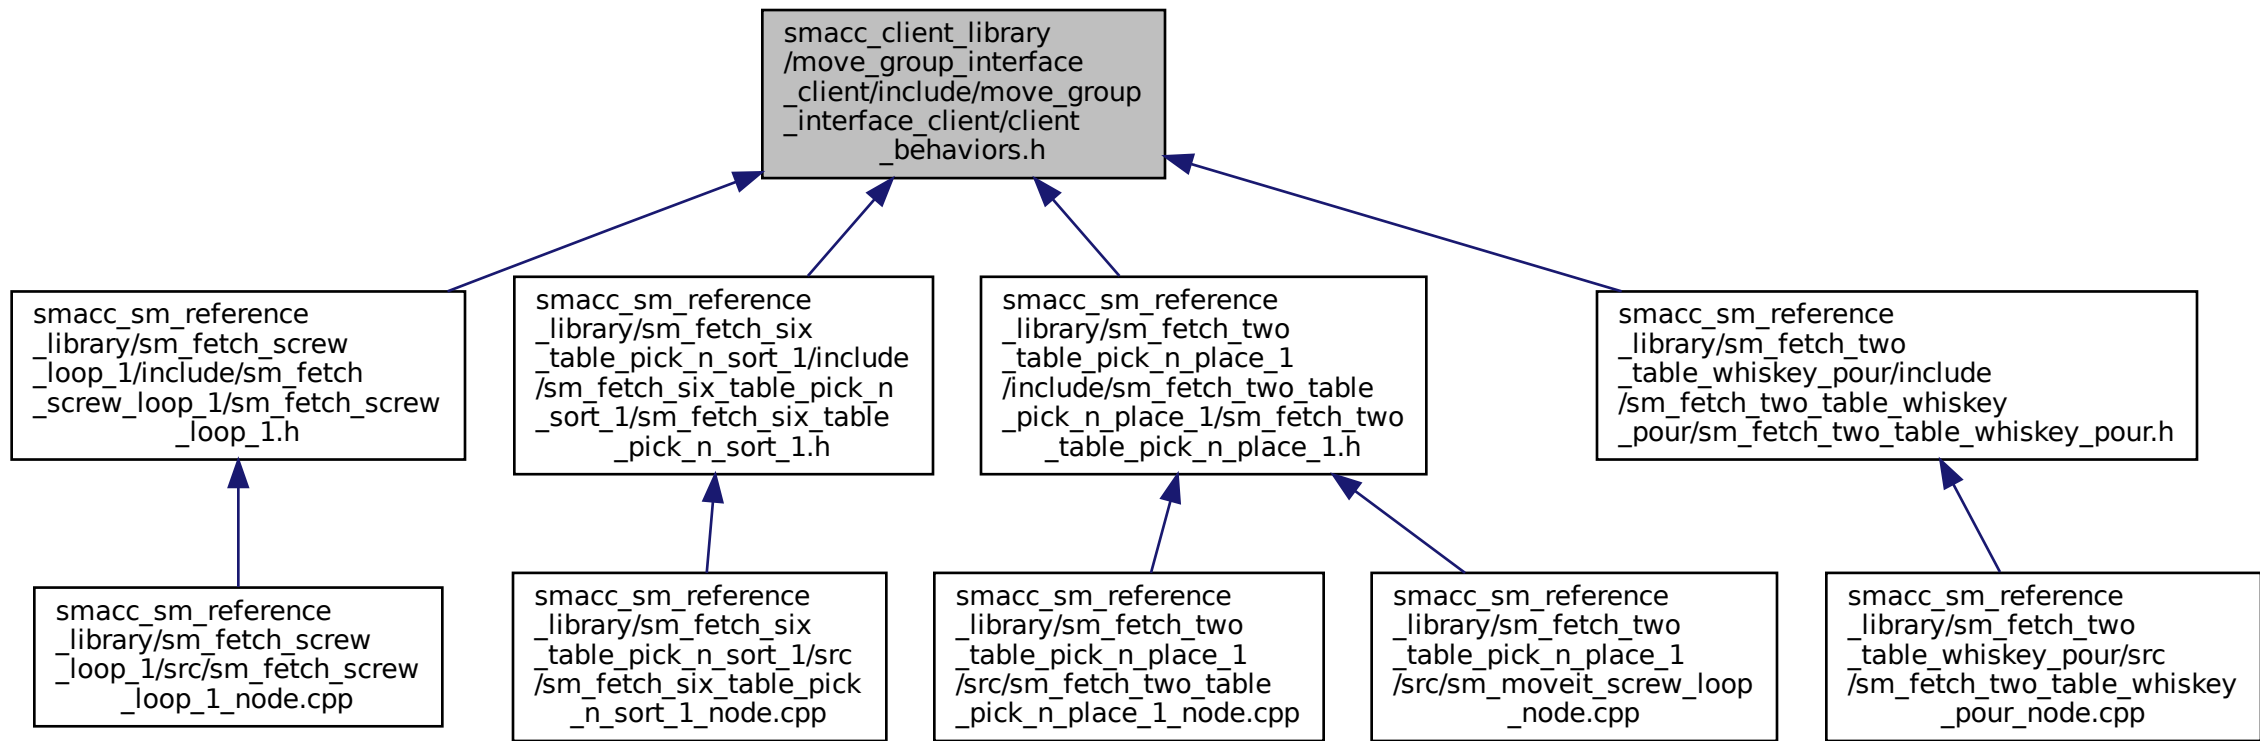 smacc_client_library
/move_group_interface
_client/include/move_group
_interface_client/client
_behaviors.h
smacc_sm_reference
_library/sm_fetch_screw
_loop_1/include/sm_fetch
_screw_loop_1/sm_fetch_screw
_loop_1.h
smacc_sm_reference
_library/sm_fetch_six
_table_pick_n_sort_1/include
/sm_fetch_six_table_pick_n
_sort_1/sm_fetch_six_table
_pick_n_sort_1.h
smacc_sm_reference
_library/sm_fetch_two
_table_pick_n_place_1
/include/sm_fetch_two_table
_pick_n_place_1/sm_fetch_two
_table_pick_n_place_1.h
smacc_sm_reference
_library/sm_fetch_two
_table_whiskey_pour/include
/sm_fetch_two_table_whiskey
_pour/sm_fetch_two_table_whiskey_pour.h
smacc_sm_reference
_library/sm_fetch_screw
_loop_1/src/sm_fetch_screw
_loop_1_node.cpp
smacc_sm_reference
_library/sm_fetch_six
_table_pick_n_sort_1/src
/sm_fetch_six_table_pick
_n_sort_1_node.cpp
smacc_sm_reference
_library/sm_fetch_two
_table_pick_n_place_1
/src/sm_fetch_two_table
_pick_n_place_1_node.cpp
smacc_sm_reference
_library/sm_fetch_two
_table_pick_n_place_1
/src/sm_moveit_screw_loop
_node.cpp
smacc_sm_reference
_library/sm_fetch_two
_table_whiskey_pour/src
/sm_fetch_two_table_whiskey
_pour_node.cpp